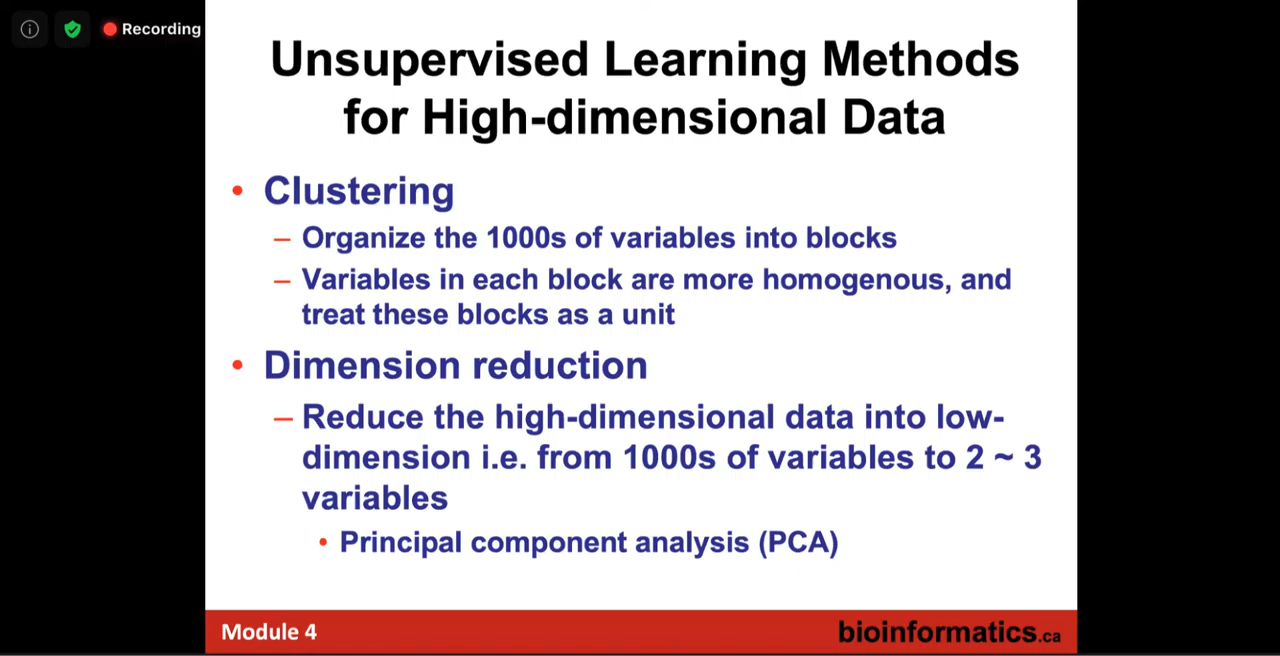 Recording
Unsupervised Learning Methods
for High-dimensional Data
• Clustering
– Organize the 1000s of variables into blocks
– Variables in each block are more homogenous, and
treat these blocks as a unit
• Dimension reduction
– Reduce the high-dimensional data into low-
dimension i.e. from 1000s of variables to 2 ~ 3
variables
• Principal component analysis (PCA)
Module 4
bioinformatics.ca